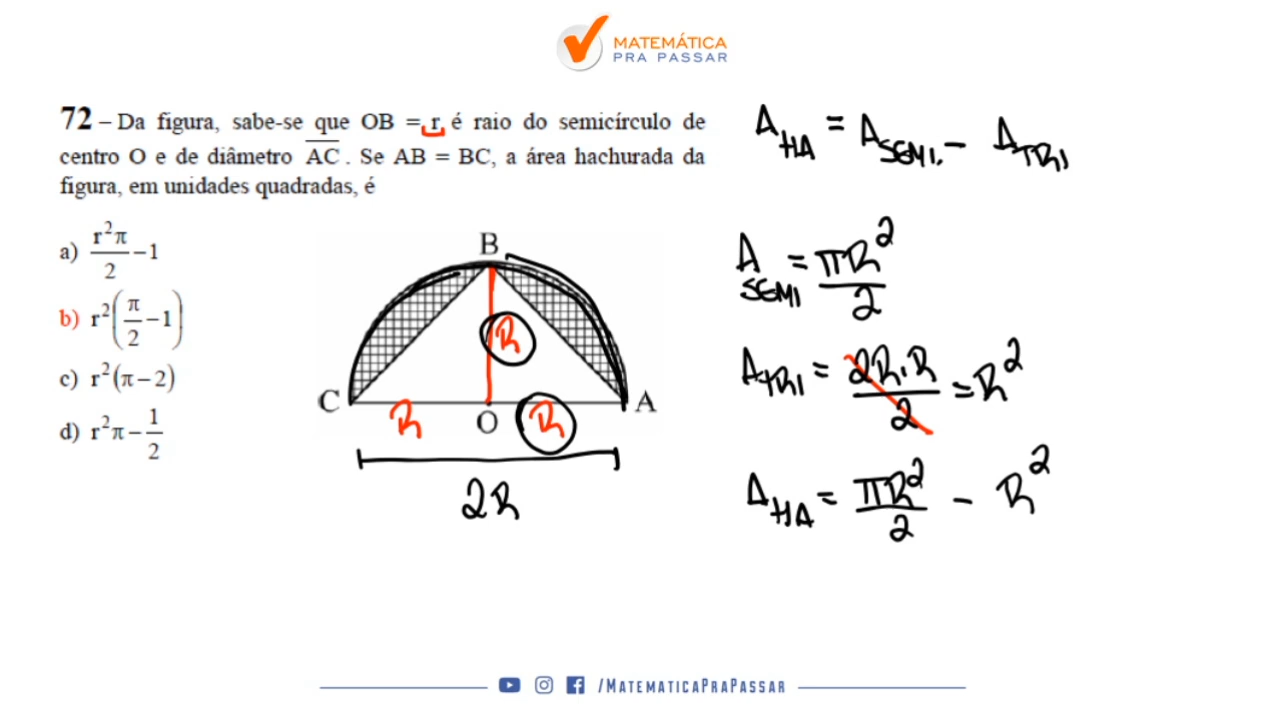 MATEMÁTICA
PRA PASSAR
72 – Da figura, sabe-se que OB = r, é raio do semicírculo de
centro O e de diâmetro A̅C̅. Se AB = BC, a área hachurada da
figura, em unidades quadradas, é
a) r²π/2 − 1
b) r²(π/2 − 1)
c) r²(π − 2)
d) r²π − 1/2
B
R
C
R
O
R
A
2R
A_HA = A_SEMI. − A_TRI
A_SEMI = πR²/2
A_TRI = 2R.R/2 = R²
A_HA = πR²/2 − R²
/MATEMATICAPRAPASSAR